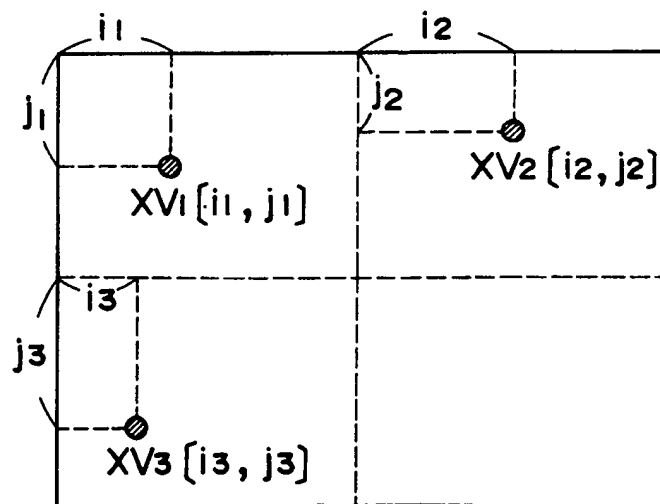 i1
i2
j1
j2
XV1[i1, j1]
XV2[i2, j2]
i3
j3
XV3[i3, j3]